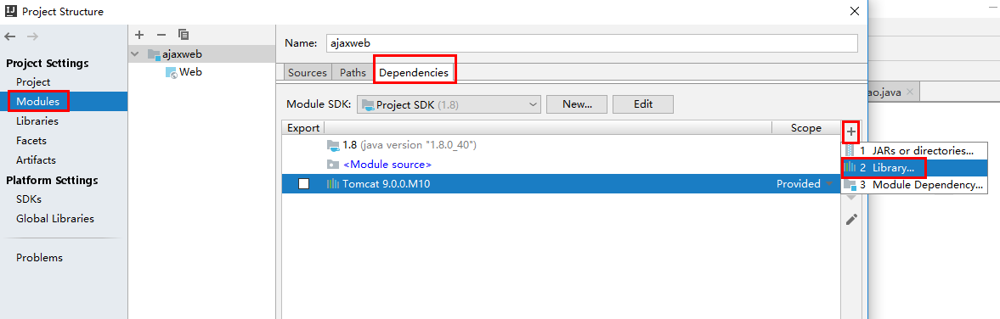 Project Structure
Project Settings
Project
Modules
Libraries
Facets
Artifacts
Platform Settings
SDKs
Global Libraries
Problems
ajaxweb
Web
Name: ajaxweb
Sources Paths Dependencies
Module SDK: Project SDK (1.8) New... Edit
Export Scope
1.8 (java version "1.8.0_40")
<Module source>
Tomcat 9.0.0.M10 Provided
1 JARs or directories...
2 Library...
3 Module Dependency...
ao.java